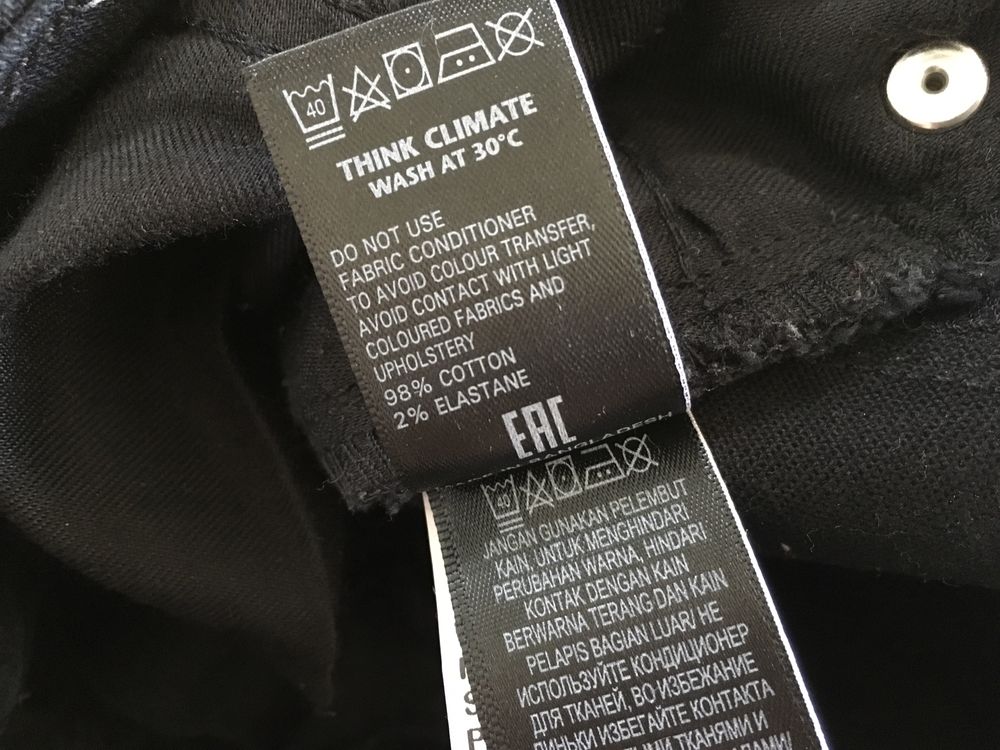 40
THINK CLIMATE
WASH AT 30°C
DO NOT USE
FABRIC CONDITIONER
TO AVOID COLOUR TRANSFER,
AVOID CONTACT WITH LIGHT
COLOURED FABRICS AND
UPHOLSTERY
98% COTTON
2% ELASTANE
EAC
BANGLADESH
40
JANGAN GUNAKAN PELEMBUT
KAIN, UNTUK MENGHINDARI
PERUBAHAN WARNA, HINDARI
KONTAK DENGAN KAIN
BERWARNA TERANG DAN KAIN
PELAPIS BAGIAN LUAR/ НЕ
ИСПОЛЬЗУЙТЕ КОНДИЦИОНЕР
ДЛЯ ТКАНЕЙ, ВО ИЗБЕЖАНИЕ
ЛИНЬКИ ИЗБЕГАЙТЕ КОНТАКТА
ТКАНЯМИ И